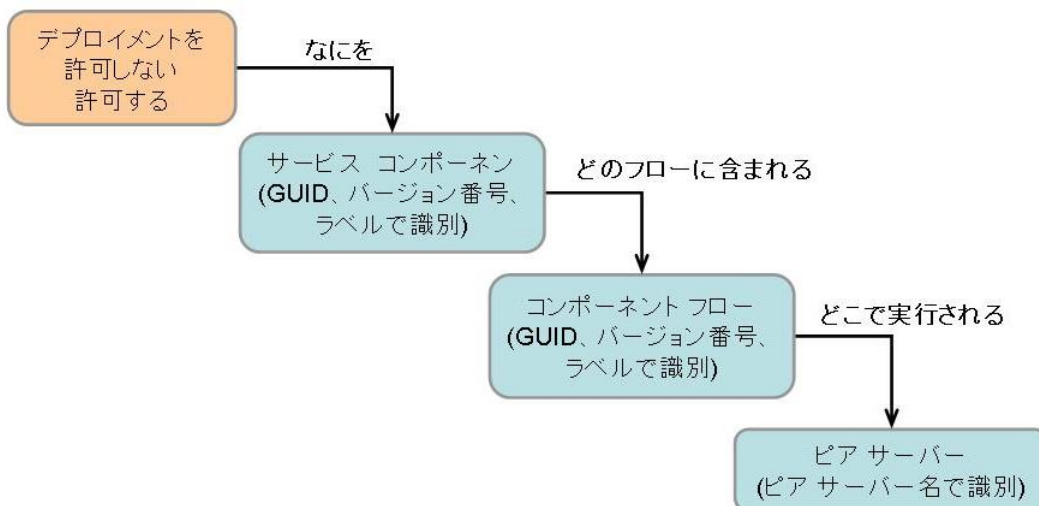 デプロイメントを
許可しない
許可する
なにを
サービス コンポーネン
(GUID、バージョン番号、
ラベルで識別)
どのフローに含まれる
コンポーネント フロー
(GUID、バージョン番号、
ラベルで識別)
どこで実行される
ピア サーバー
(ピア サーバー名で識別)